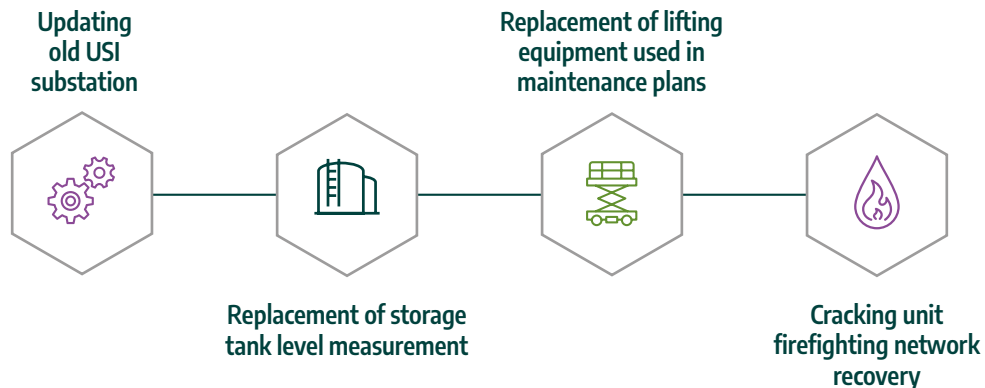 Updating
old USI
substation
Replacement of storage
tank level measurement
Replacement of lifting
equipment used in
maintenance plans
Cracking unit
firefighting network
recovery